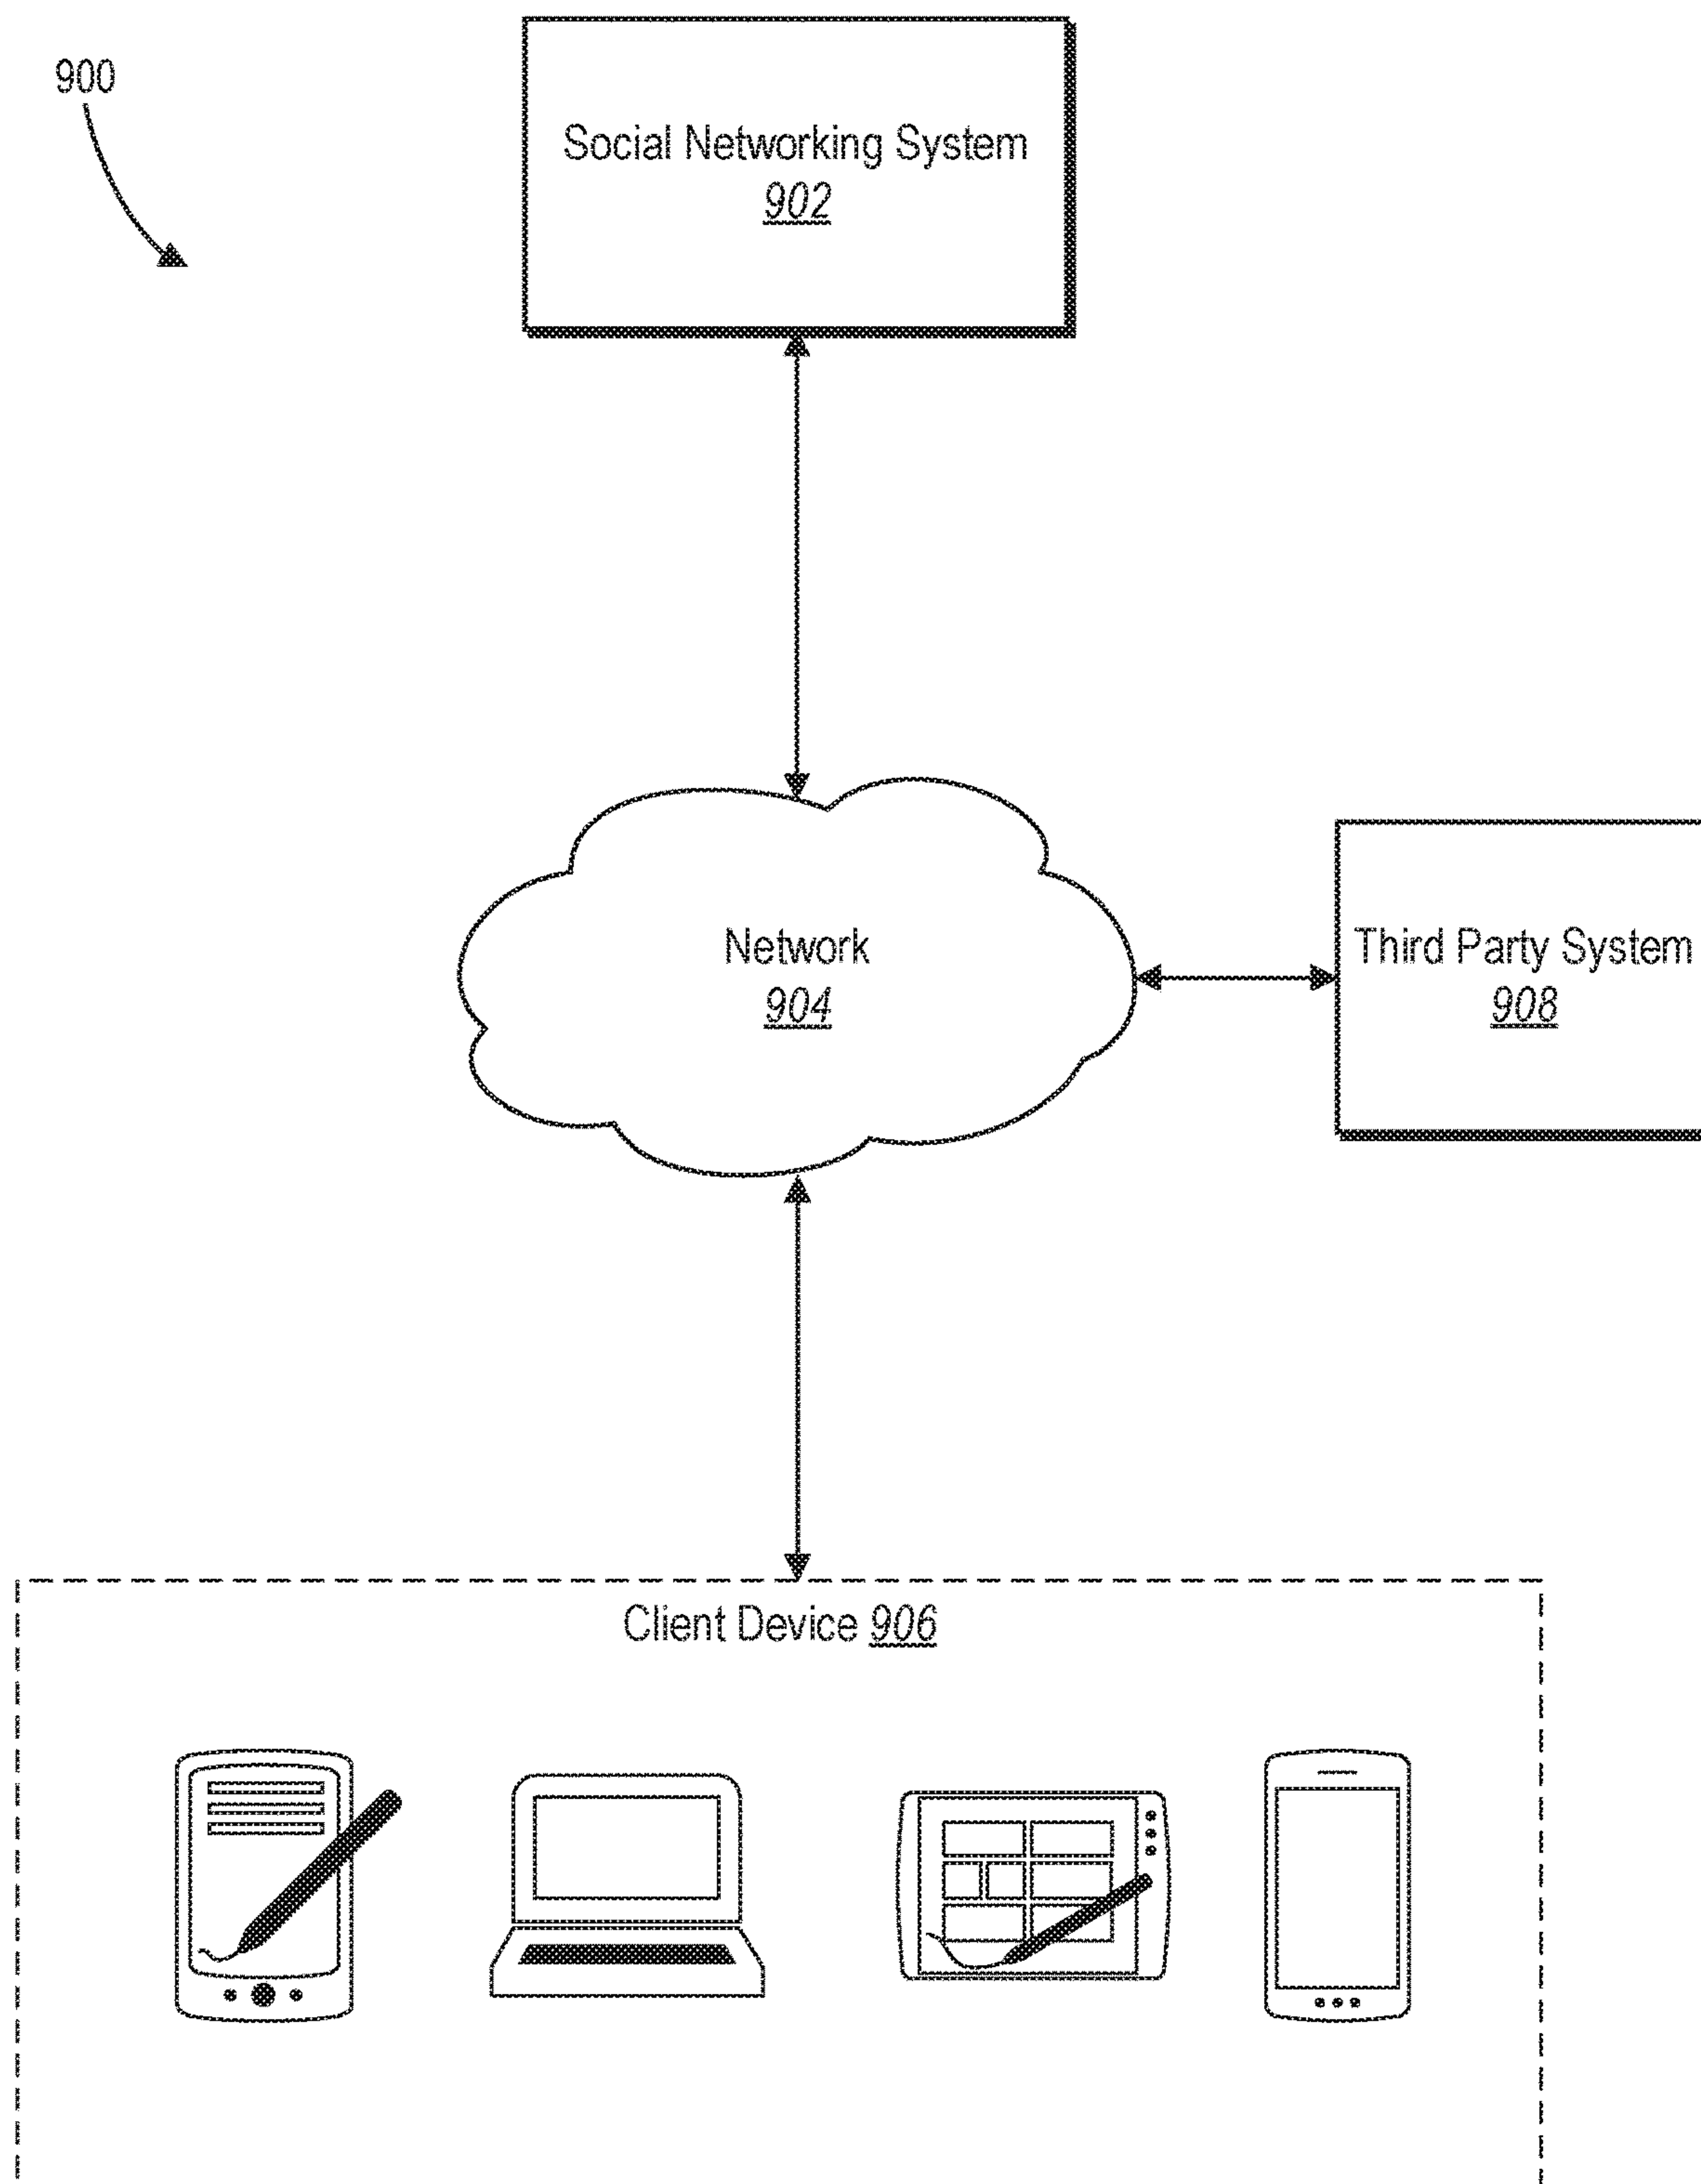 900
Social Networking System
902
Network
904
Third Party System
908
Client Device 906